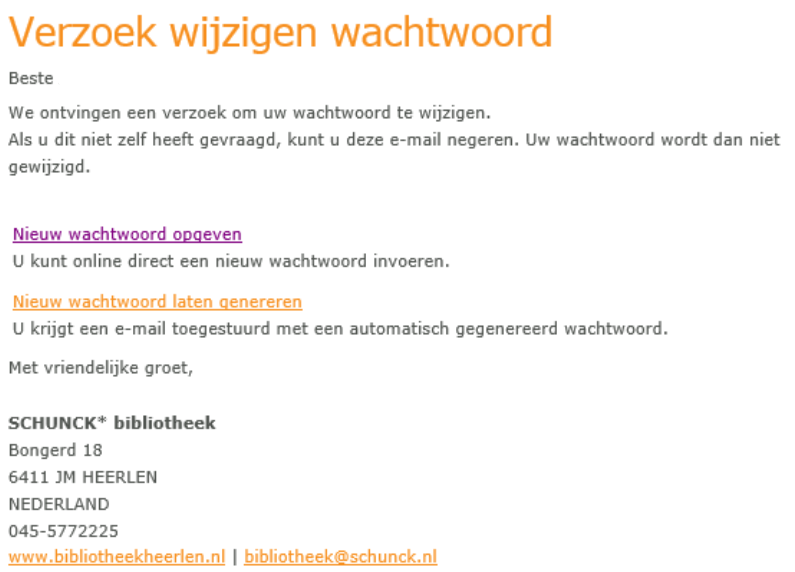 Verzoek wijzigen wachtwoord
Beste
We ontvingen een verzoek om uw wachtwoord te wijzigen.
Als u dit niet zelf heeft gevraagd, kunt u deze e-mail negeren. Uw wachtwoord wordt dan niet
gewijzigd.
Nieuw wachtwoord opgeven
U kunt online direct een nieuw wachtwoord invoeren.
Nieuw wachtwoord laten genereren
U krijgt een e-mail toegestuurd met een automatisch gegenereerd wachtwoord.
Met vriendelijke groet,
SCHUNCK* bibliotheek
Bongerd 18
6411 JM HEERLEN
NEDERLAND
045-5772225
www.bibliotheekheerlen.nl | bibliotheek@schunck.nl